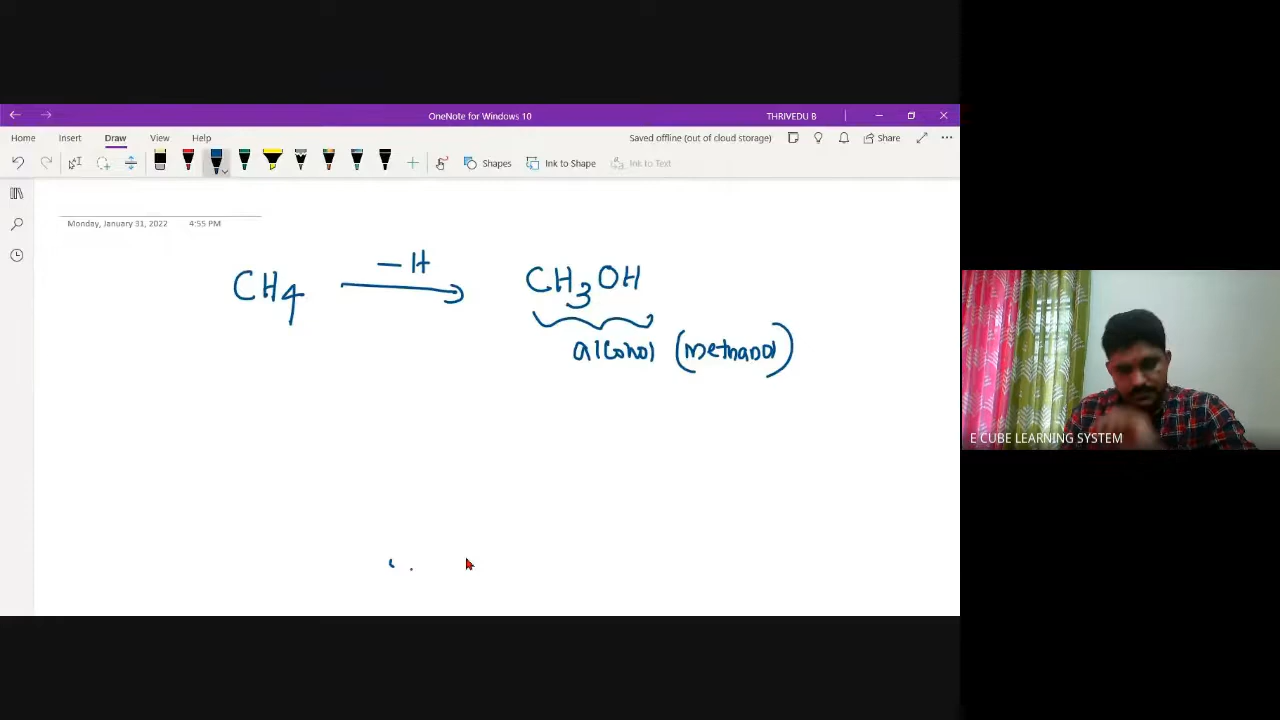 OneNote for Windows 10
THRIVEDU B
Home Insert Draw View Help
Saved offline (out of cloud storage)
Share
Shapes
Ink to Shape
Ink to Text
Monday, January 31, 2022 4:55 PM
CH4 —H→ CH3OH
alcohol (methanol)
E CUBE LEARNING SYSTEM